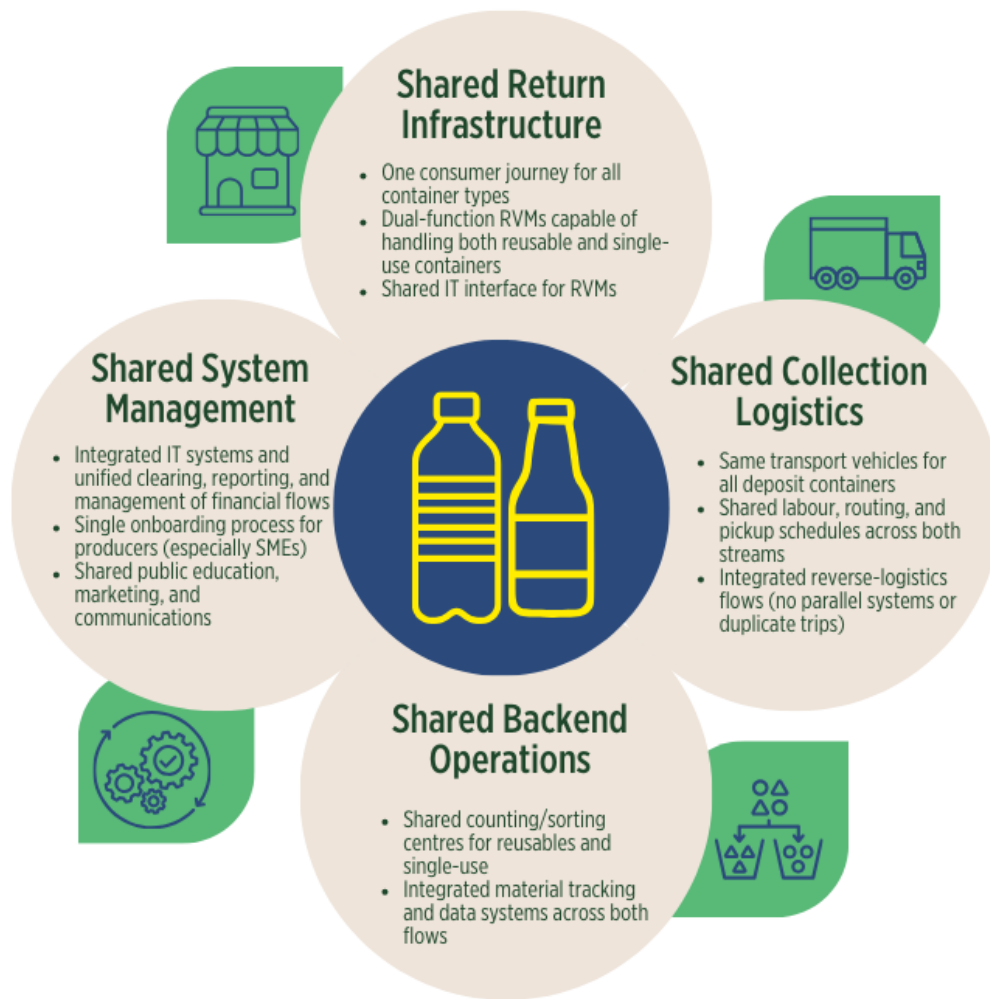 Shared Return
Infrastructure
• One consumer journey for all
container types
• Dual-function RVMs capable of
handling both reusable and single-
use containers
• Shared IT interface for RVMs
Shared System
Management
• Integrated IT systems and
unified clearing, reporting, and
management of financial flows
• Single onboarding process for
producers (especially SMEs)
• Shared public education,
marketing, and
communications
Shared Collection
Logistics
• Same transport vehicles for
all deposit containers
• Shared labour, routing, and
pickup schedules across both
streams
• Integrated reverse-logistics
flows (no parallel systems or
duplicate trips)
Shared Backend
Operations
• Shared counting/sorting
centres for reusables and
single-use
• Integrated material tracking
and data systems across both
flows